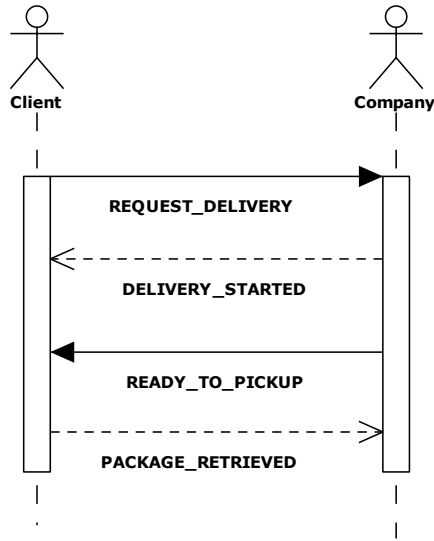 Client
Company
REQUEST_DELIVERY
DELIVERY_STARTED
READY_TO_PICKUP
PACKAGE_RETRIEVED